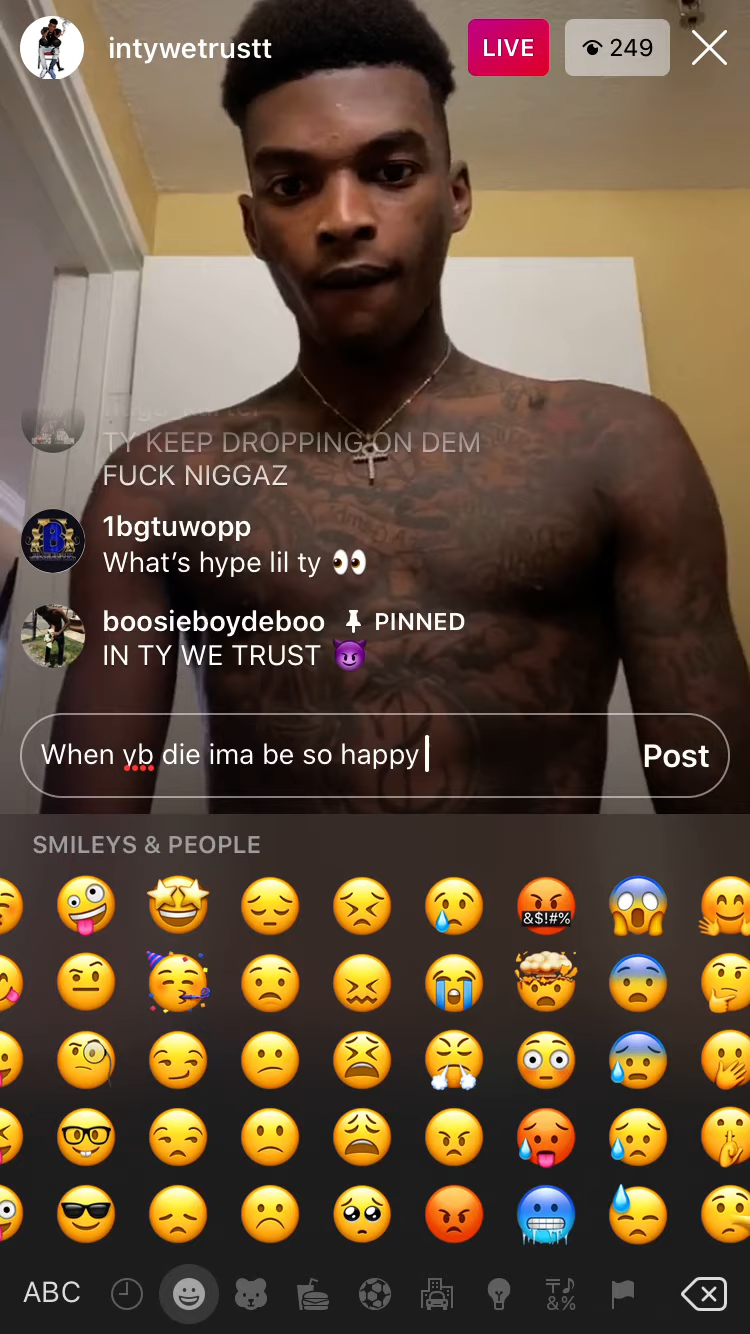 intywetrustt
LIVE
249
TY KEEP DROPPING ON DEM
FUCK NIGGAZ
1bgtuwopp
What's hype lil ty 👀
boosieboydeboo PINNED
IN TY WE TRUST 😈
When yb die ima be so happy
Post
SMILEYS & PEOPLE
&$!#%
ABC